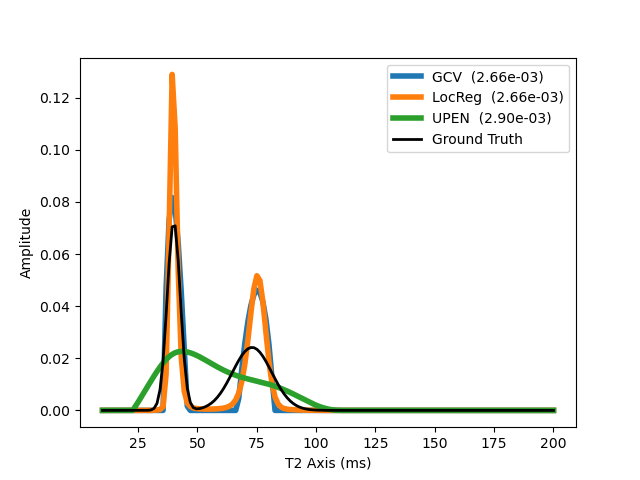 GCV (2.66e-03)
LocReg (2.66e-03)
UPEN (2.90e-03)
Ground Truth
Amplitude
0.12
0.10
0.08
0.06
0.04
0.02
0.00
25 50 75 100 125 150 175 200
T2 Axis (ms)